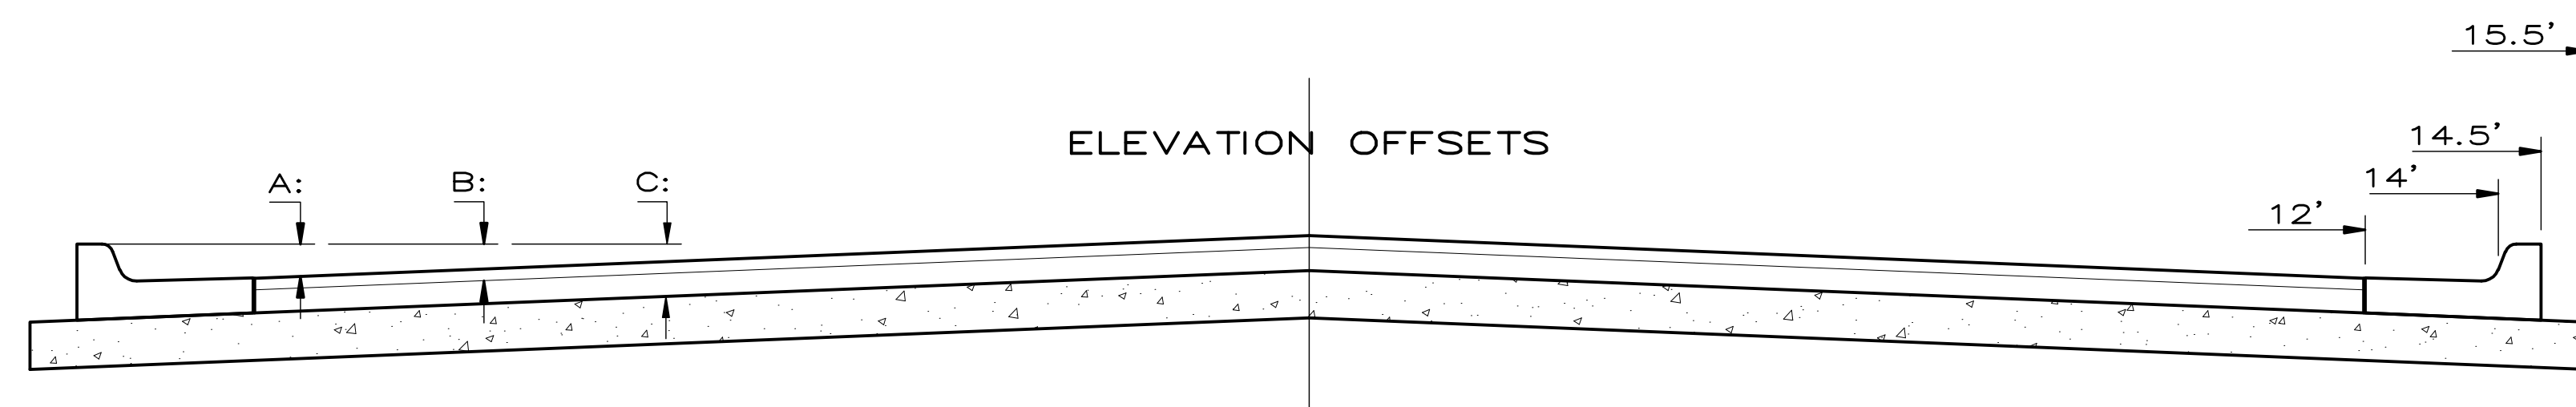 15.5'
ELEVATION OFFSETS
14.5'
A: B: C:
14'
12'